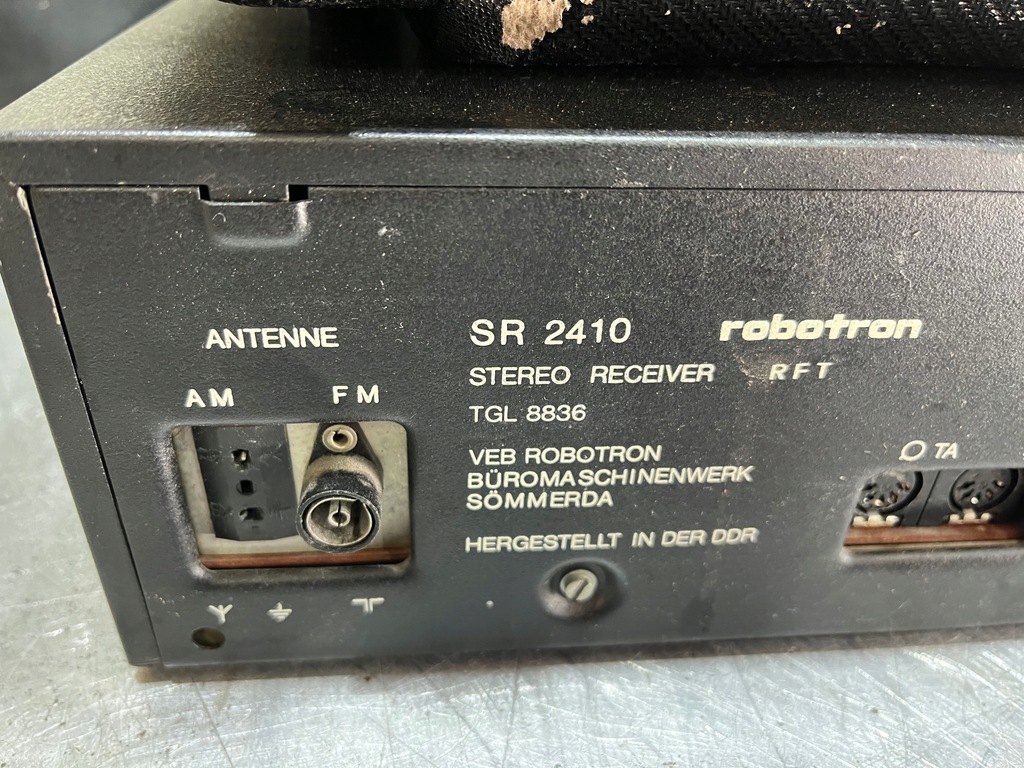 ANTENNE
AM FM
SR 2410 robotron
STEREO RECEIVER RFT
TGL 8836
VEB ROBOTRON
BÜROMASCHINENWERK
SÖMMERDA
HERGESTELLT IN DER DDR
TA